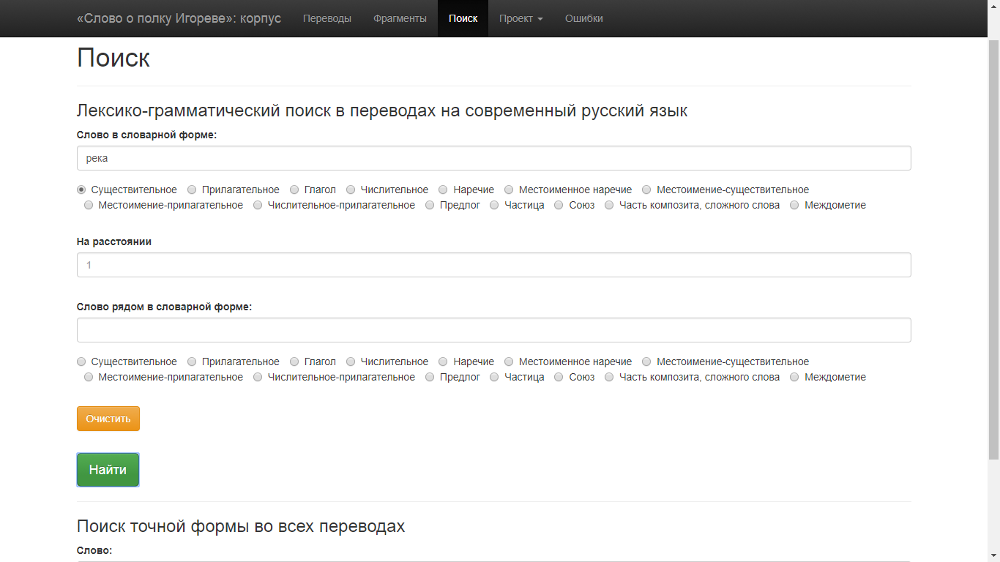 «Слово о полку Игореве»: корпус Переводы Фрагменты Поиск Проект Ошибки
Поиск
Лексико-грамматический поиск в переводах на современный русский язык
Слово в словарной форме:
река
Существительное Прилагательное Глагол Числительное Наречие Местоименное наречие Местоимение-существительное
Местоимение-прилагательное Числительное-прилагательное Предлог Частица Союз Часть композита, сложного слова Междометие
На расстоянии
1
Слово рядом в словарной форме:
Существительное Прилагательное Глагол Числительное Наречие Местоименное наречие Местоимение-существительное
Местоимение-прилагательное Числительное-прилагательное Предлог Частица Союз Часть композита, сложного слова Междометие
Очистить
Найти
Поиск точной формы во всех переводах
Слово: